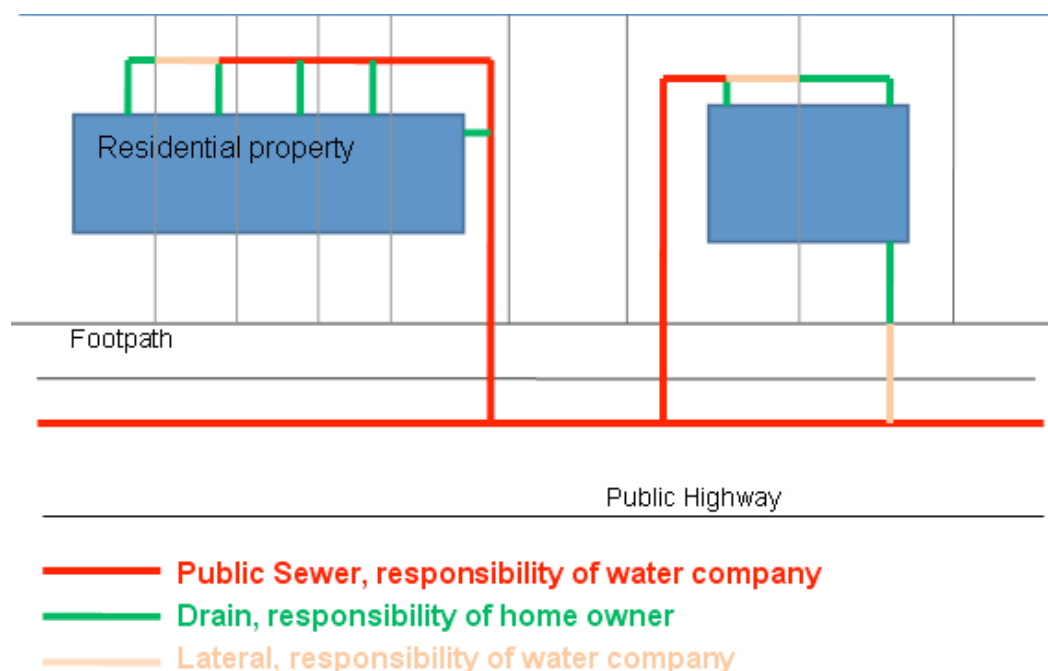 Residential property
Footpath
Public Highway
Public Sewer, responsibility of water company
Drain, responsibility of home owner
Lateral, responsibility of water company